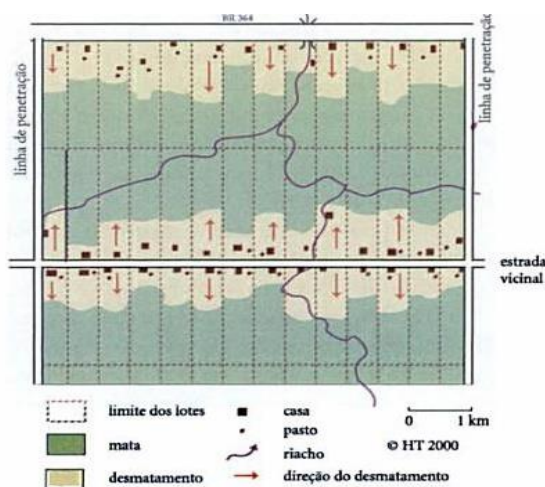 BR 364
linha de penetração
linha de penetração
estrada
vicinal
limite dos lotes
mata
desmatamento
casa
pasto
riacho
direção do desmatamento
0 1 km
© HT 2000